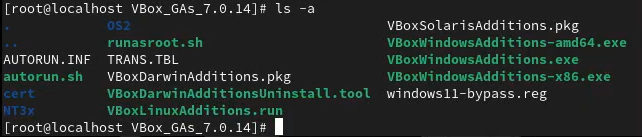 [root@localhost VBox_GAs_7.0.14]# ls -a
. OS2 VBoxSolarisAdditions.pkg
.. runasroot.sh VBoxWindowsAdditions-amd64.exe
AUTORUN.INF TRANS.TBL VBoxWindowsAdditions.exe
autorun.sh VBoxDarwinAdditions.pkg VBoxWindowsAdditions-x86.exe
cert VBoxDarwinAdditionsUninstall.tool windows11-bypass.reg
NT3x VBoxLinuxAdditions.run
[root@localhost VBox_GAs_7.0.14]#